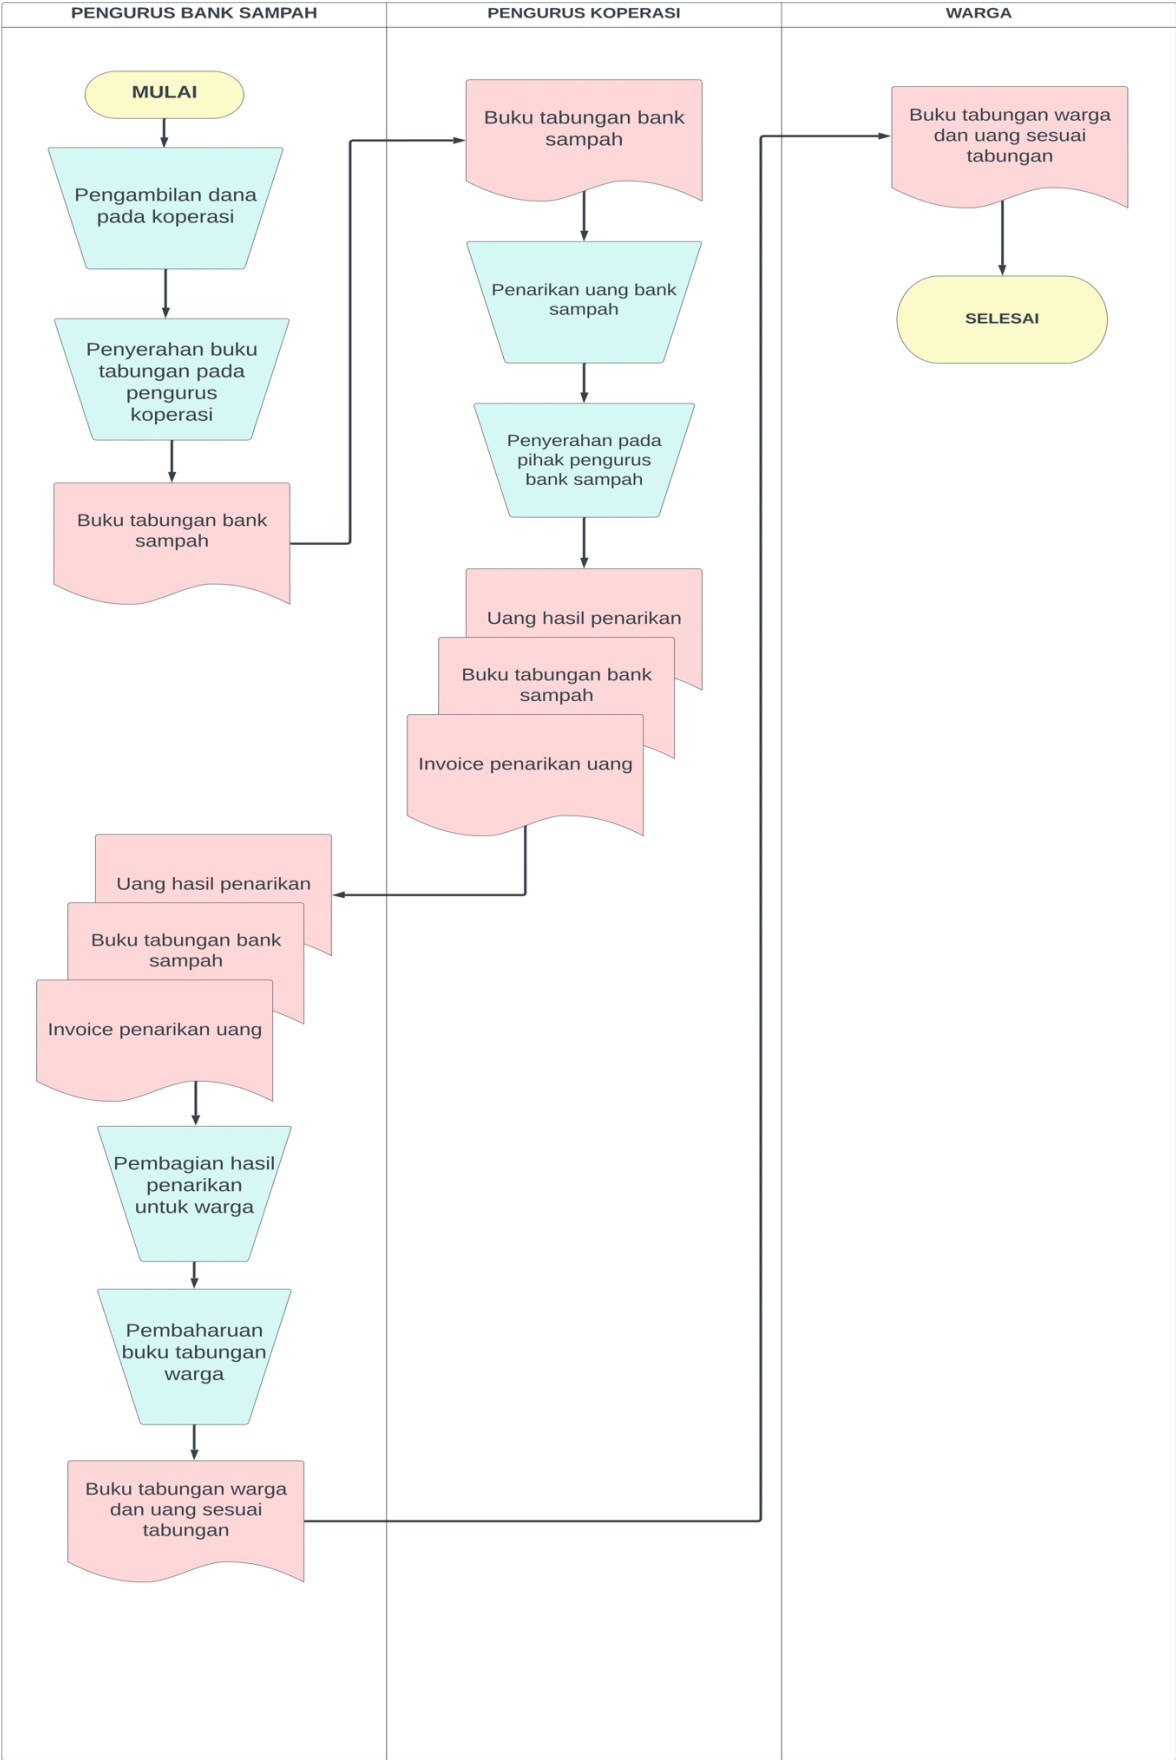 PENGURUS BANK SAMPAH
PENGURUS KOPERASI
WARGA
MULAI
Pengambilan dana
pada koperasi
Penyerahan buku
tabungan pada
pengurus
koperasi
Buku tabungan bank
sampah
Buku tabungan bank
sampah
Penarikan uang bank
sampah
Penyerahan pada
pihak pengurus
bank sampah
Uang hasil penarikan
Buku tabungan bank
sampah
Invoice penarikan uang
Uang hasil penarikan
Buku tabungan bank
sampah
Invoice penarikan uang
Pembagian hasil
penarikan
untuk warga
Pembaharuan
buku tabungan
warga
Buku tabungan warga
dan uang sesuai
tabungan
Buku tabungan warga
dan uang sesuai
tabungan
SELESAI